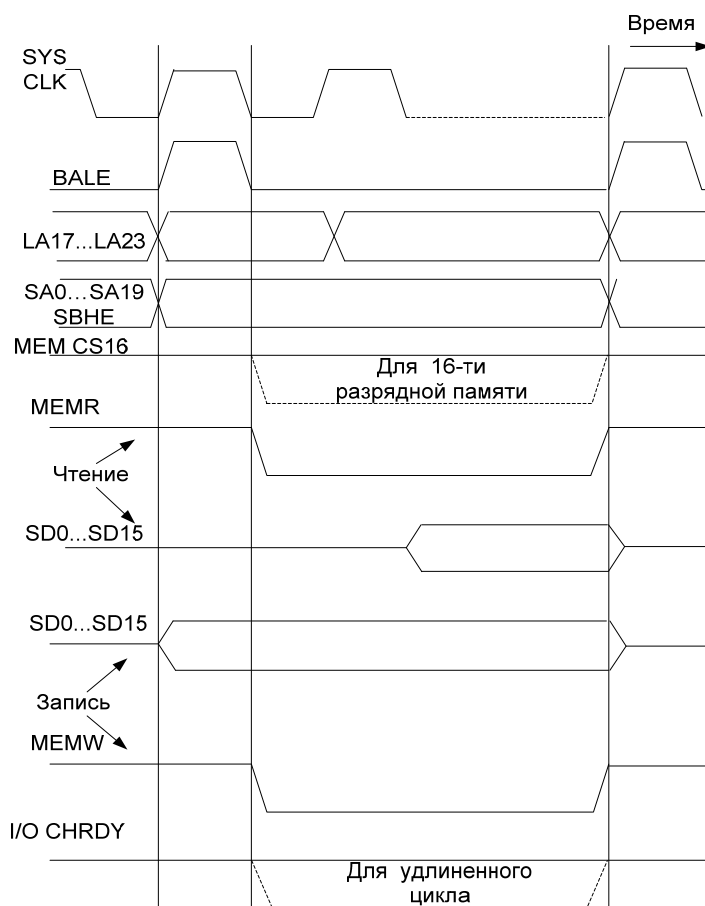 Время
SYS
CLK
BALE
LA17...LA23
SA0...SA19
SBHE
MEM CS16
Для 16-ти
разрядной памяти
MEMR
Чтение
SD0...SD15
SD0...SD15
Запись
MEMW
I/O CHRDY
Для удлиненного
цикла